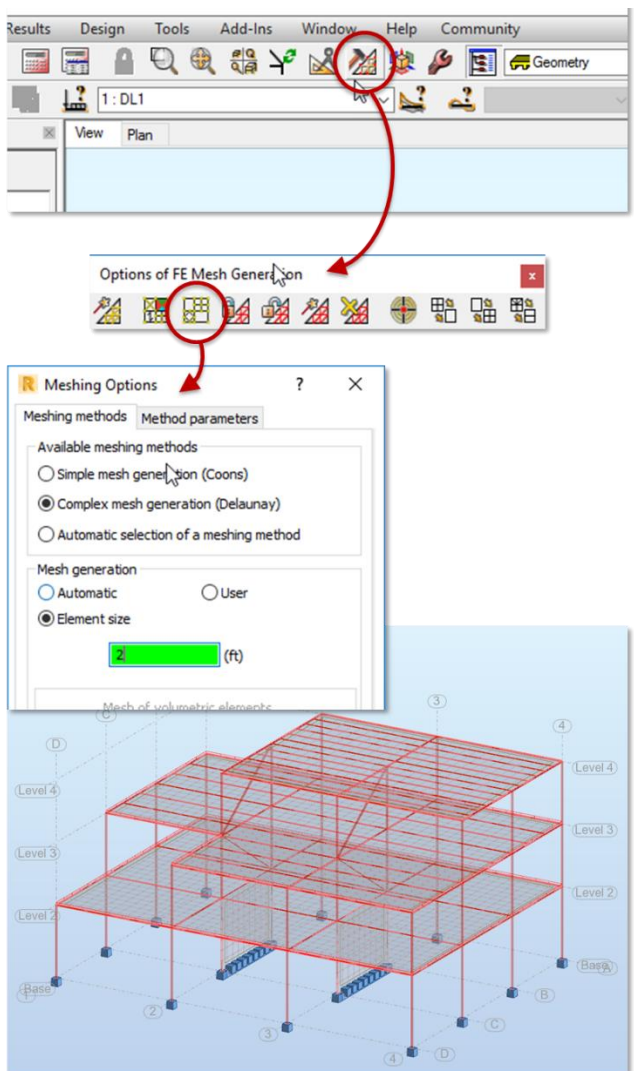 Results Design Tools Add-Ins Window Help Community
Geometry
1 : DL1
View Plan
Options of FE Mesh Generation
x
R Meshing Options ? ✕
Meshing methods Method parameters
Available meshing methods
Simple mesh generation (Coons)
Complex mesh generation (Delaunay)
Automatic selection of a meshing method
Mesh generation
Automatic User
Element size
2 (ft)
Mesh of volumetric elements
C 3
D 4
Level 4 Level 4
Level 3 Level 3
Level 2 Level 2
Base Base A
1 B
2 C
3 D
4